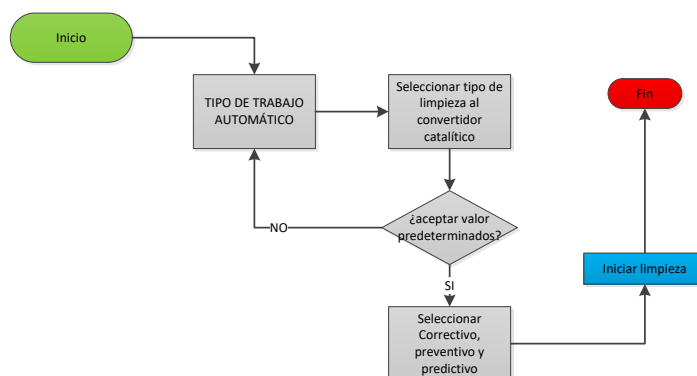 Inicio
TIPO DE TRABAJO
AUTOMÁTICO
Seleccionar tipo de
limpieza al
convertidor
catalítico
Fin
NO
¿aceptar valor
predeterminados?
SI
Iniciar limpieza
Seleccionar
Correctivo,
preventivo y
predictivo